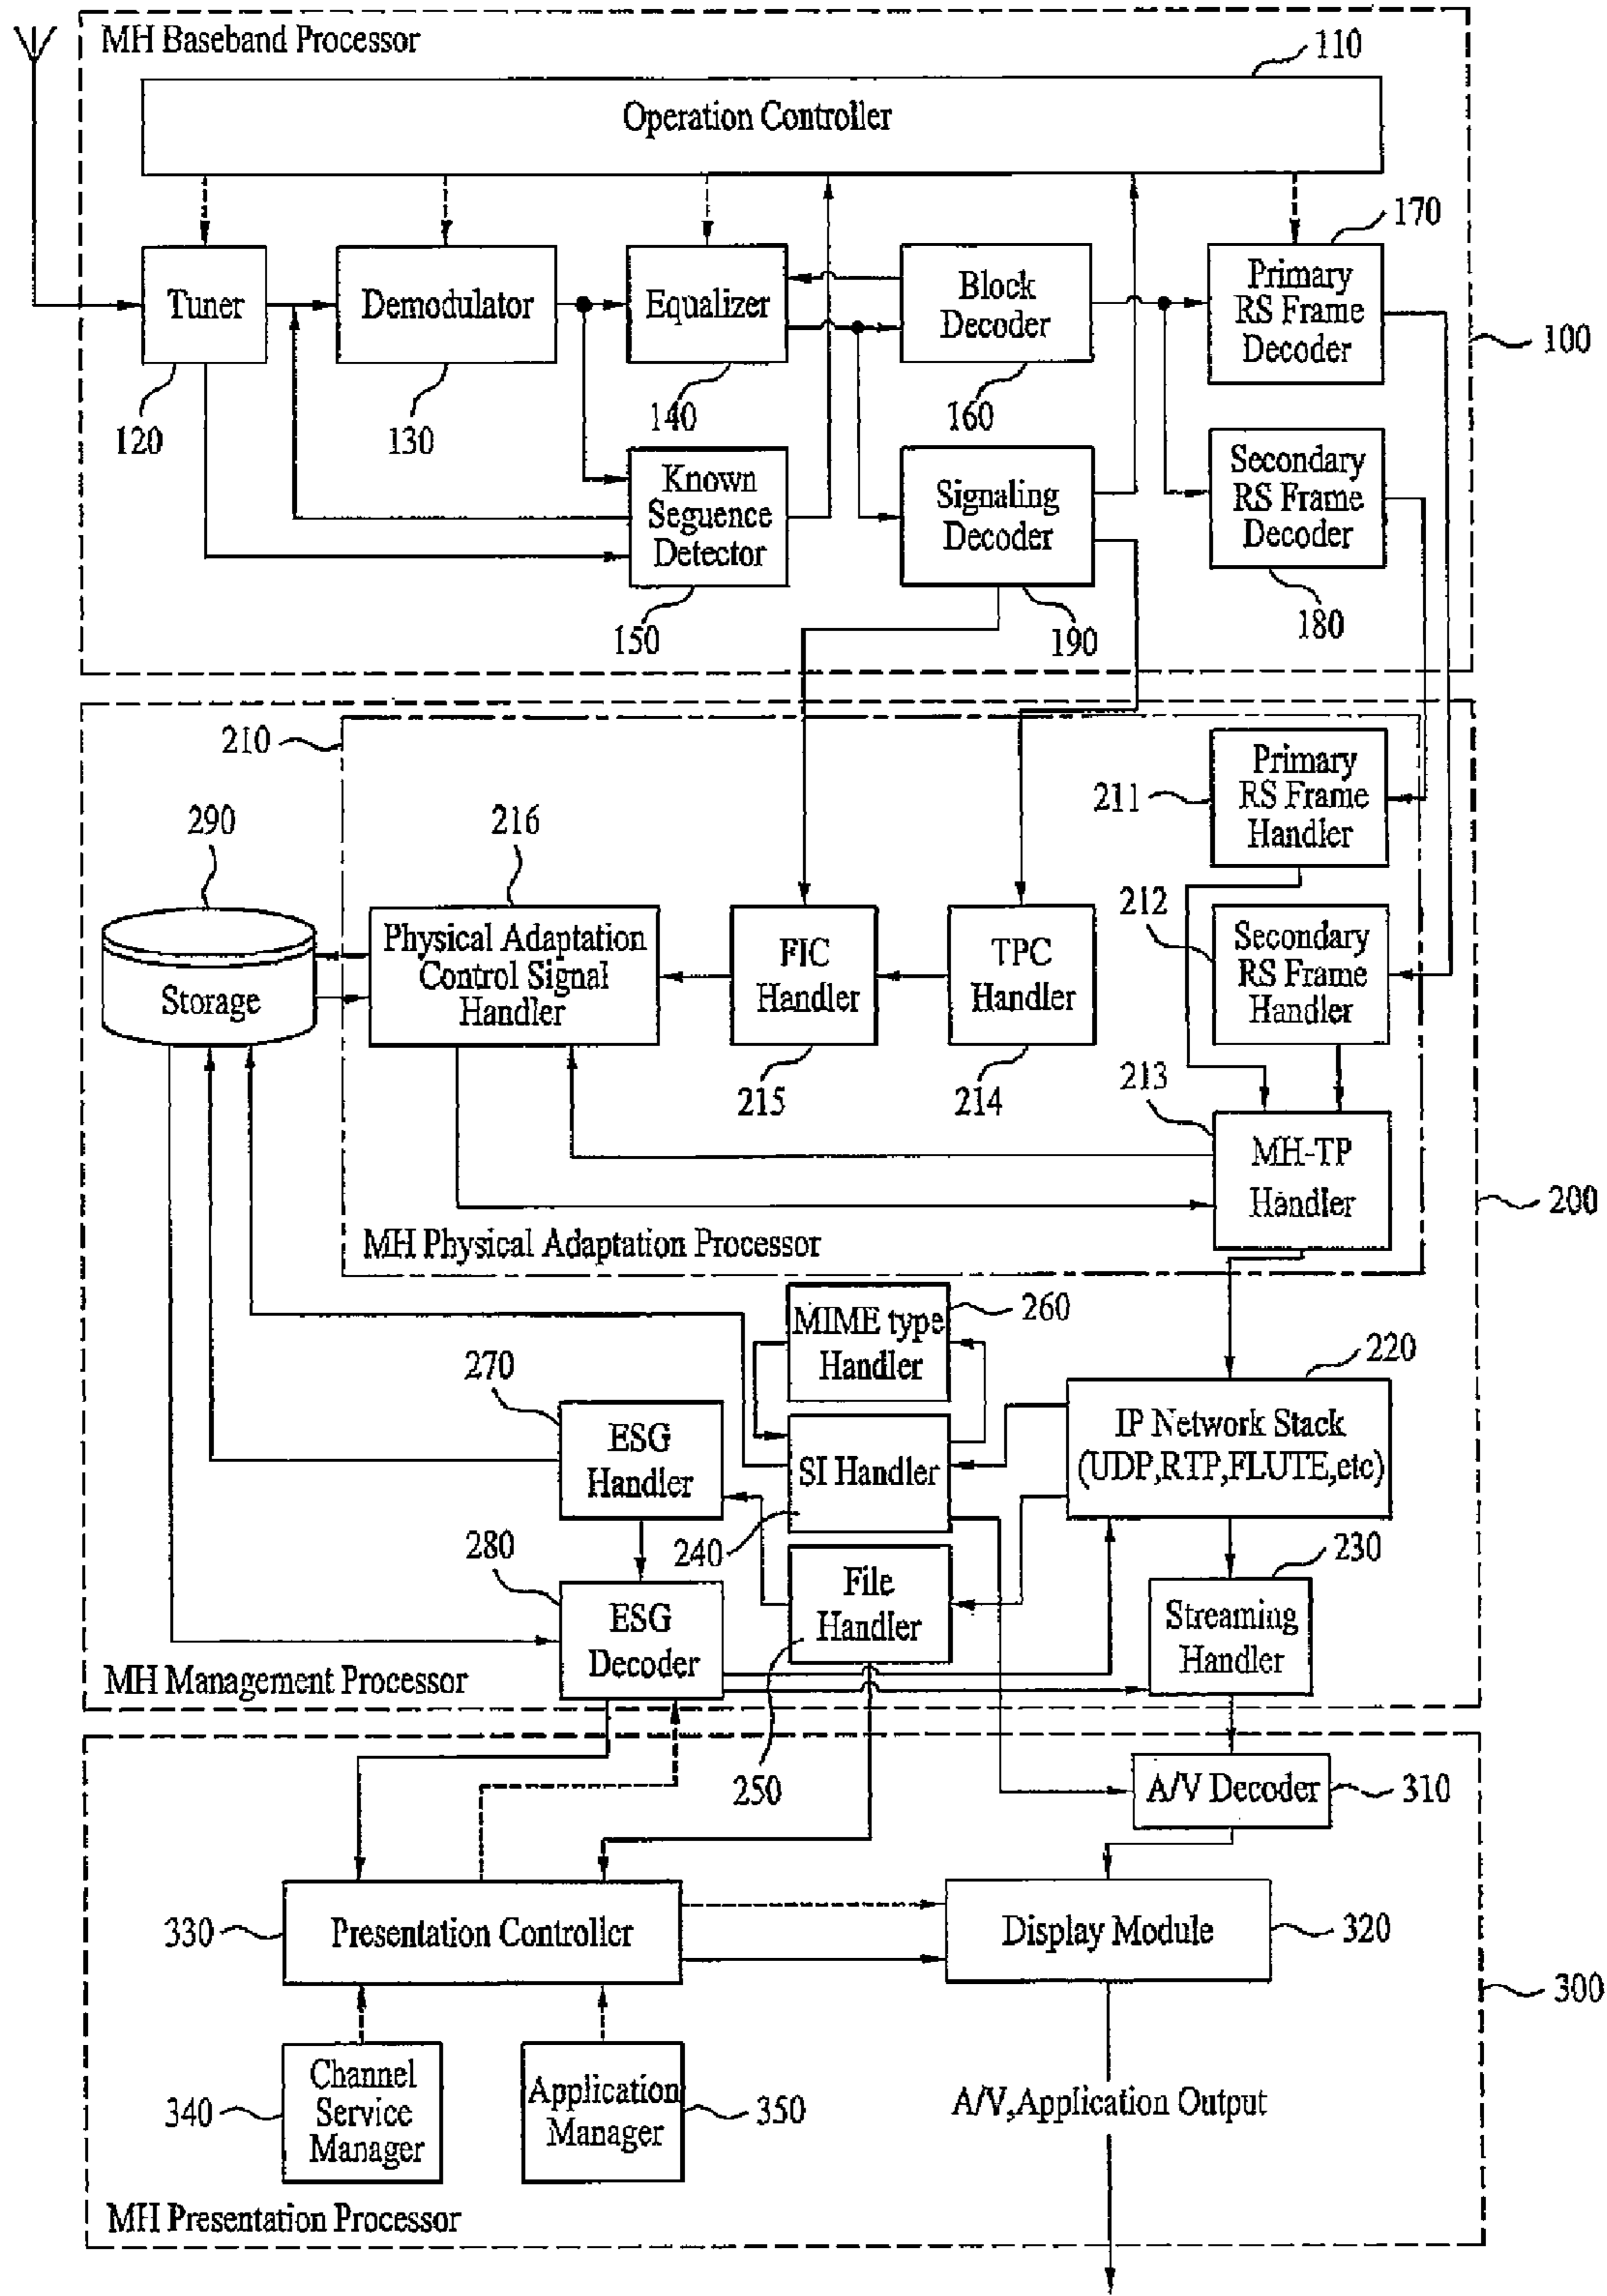 MH Baseband Processor
110
Operation Controller
170
Tuner
Demodulator
Equalizer
Block
Decoder
Primary
RS Frame
Decoder
100
120
130
140
160
Known
Seguence
Detector
Signaling
Decoder
Secondary
RS Frame
Decoder
150
190
180
210
Primary
RS Frame
Handler
211
290
216
212
Storage
Physical Adaptation
Control Signal
Handler
FIC
Handler
TPC
Handler
Secondary
RS Frame
Handler
215
214
213
MH-TP
Handler
200
MH Physical Adaptation Processor
MIME type
Handler
260
270
220
ESG
Handler
SI Handler
IP Network Stack
(UDP,RTP,FLUTE,etc)
280
240
230
ESG
Decoder
File
Handler
Streaming
Handler
MH Management Processor
250
A/V Decoder
310
330
Presentation Controller
Display Module
320
300
Channel
Service
Manager
340
Application
Manager
350
A/V,Application Output
MH Presentation Processor